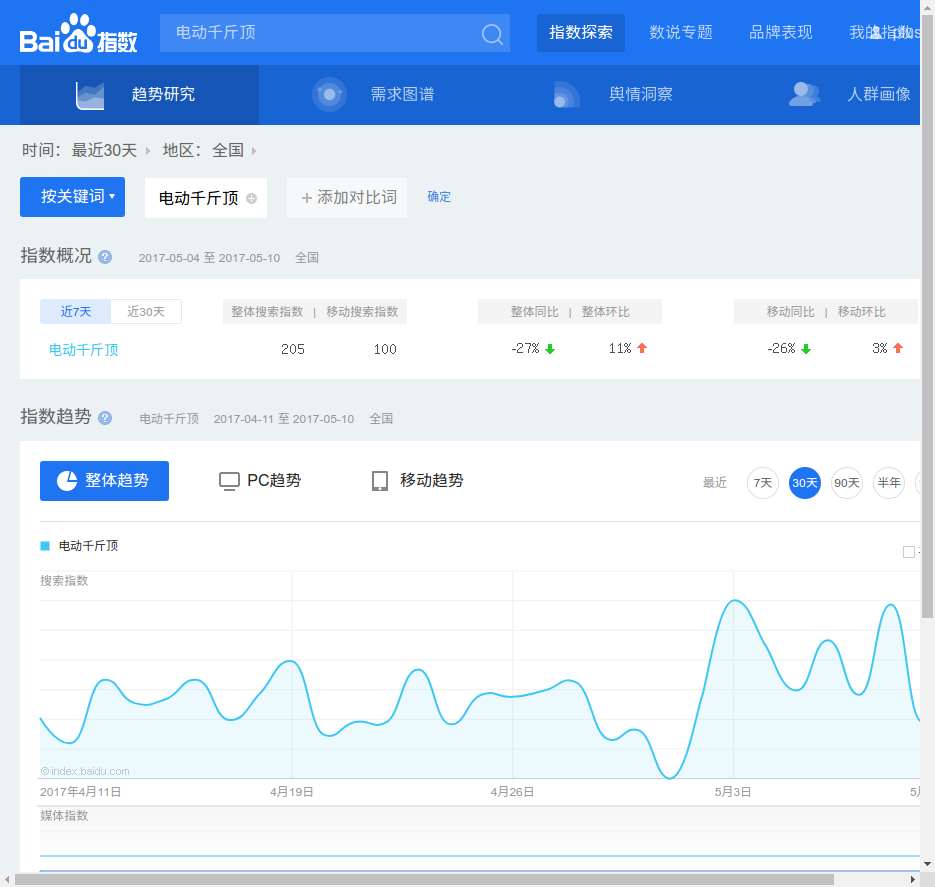 Bai du 指数 电动千斤顶 指数探索 数说专题 品牌表现 我的指数
趋势研究 需求图谱 舆情洞察 人群画像
时间： 最近30天 地区： 全国
按关键词 电动千斤顶 +添加对比词 确定
指数概况 ? 2017-05-04 至 2017-05-10 全国
近7天 近30天 整体搜索指数 | 移动搜索指数 整体同比 | 整体环比 移动同比 | 移动环比
电动千斤顶 205 100 -27% 11% -26% 3%
指数趋势 ? 电动千斤顶 2017-04-11 至 2017-05-10 全国
整体趋势 PC趋势 移动趋势 最近 7天 30天 90天 半年
电动千斤顶
搜索指数
©index.baidu.com
2017年4月11日 4月19日 4月26日 5月3日
媒体指数